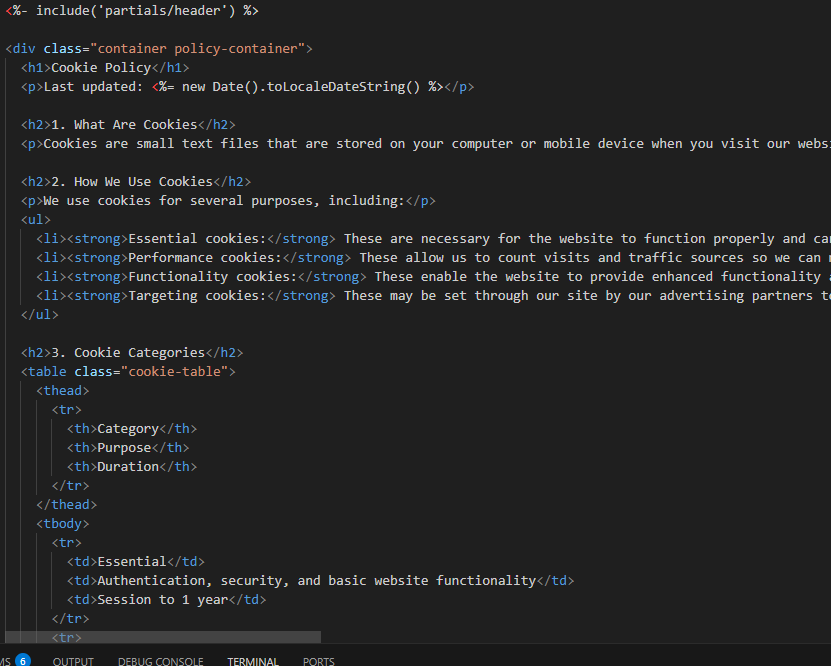 <%- include('partials/header') %>
<div class="container policy-container">
<h1>Cookie Policy</h1>
<p>Last updated: <%= new Date().toLocaleDateString() %></p>
<h2>1. What Are Cookies</h2>
<p>Cookies are small text files that are stored on your computer or mobile device when you visit our
<h2>2. How We Use Cookies</h2>
<p>We use cookies for several purposes, including:</p>
<ul>
<li><strong>Essential cookies:</strong> These are necessary for the website to function properly and
<li><strong>Performance cookies:</strong> These allow us to count visits and traffic sources so we can
<li><strong>Functionality cookies:</strong> These enable the website to provide enhanced functionality
<li><strong>Targeting cookies:</strong> These may be set through our site by our advertising partners
</ul>
<h2>3. Cookie Categories</h2>
<table class="cookie-table">
<thead>
<tr>
<th>Category</th>
<th>Purpose</th>
<th>Duration</th>
</tr>
</thead>
<tbody>
<tr>
<td>Essential</td>
<td>Authentication, security, and basic website functionality</td>
<td>Session to 1 year</td>
</tr>
<tr>
6 OUTPUT DEBUG CONSOLE TERMINAL PORTS